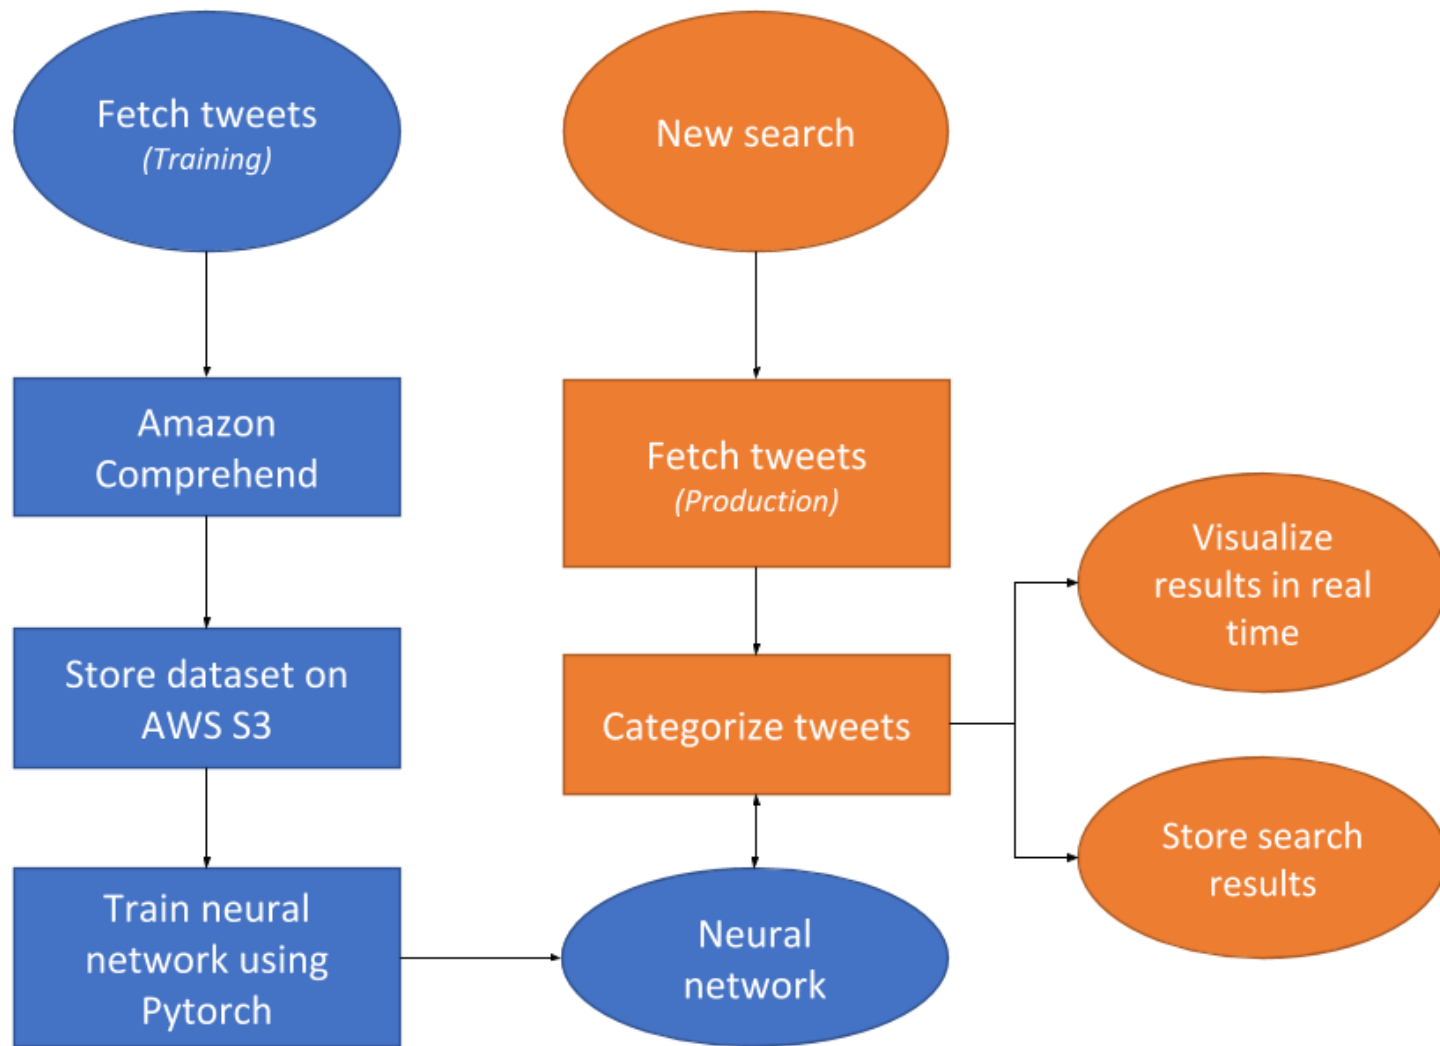 Fetch tweets
(Training)
Amazon
Comprehend
Store dataset on
AWS S3
Train neural
network using
Pytorch
New search
Fetch tweets
(Production)
Categorize tweets
Neural
network
Visualize
results in real
time
Store search
results